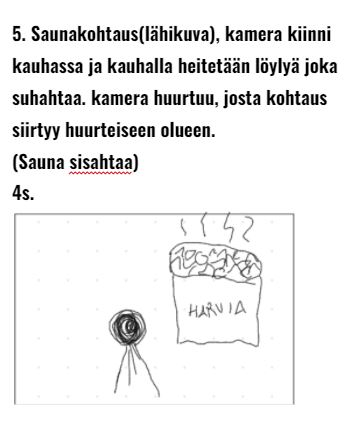 5. Saunakohtaus(lähikuva), kamera kiinni
kauhassa ja kauhalla heitetään löylyä joka
suhahtaa. kamera huurtuu, josta kohtaus
siirtyy huurteiseen olueen.
(Sauna sisahtaa)
4s.
HARVIA